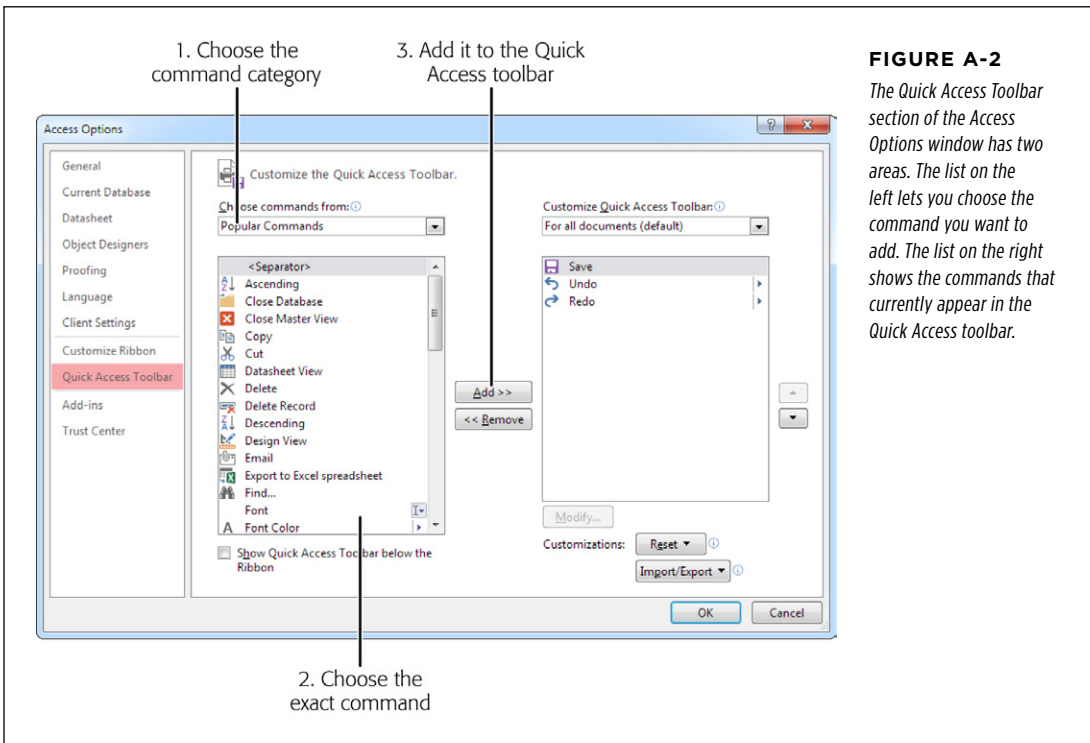 1. Choose the
command category
3. Add it to the Quick
Access toolbar
Access Options
General
Current Database
Datasheet
Object Designers
Proofing
Language
Client Settings
Customize Ribbon
Quick Access Toolbar
Add-ins
Trust Center
Customize the Quick Access Toolbar.
Choose commands from:
Popular Commands
<Separator>
Ascending
Close Database
Close Master View
Copy
Cut
Datasheet View
Delete
Delete Record
Descending
Design View
Email
Export to Excel spreadsheet
Find...
Font
Font Color
Show Quick Access Toolbar below the
Ribbon
Add >>
<< Remove
Customize Quick Access Toolbar:
For all documents (default)
Save
Undo
Redo
Modify...
Customizations:
Reset
Import/Export
OK
Cancel
2. Choose the
exact command
FIGURE A-2
The Quick Access Toolbar
section of the Access
Options window has two
areas. The list on the
left lets you choose the
command you want to
add. The list on the right
shows the commands that
currently appear in the
Quick Access toolbar.